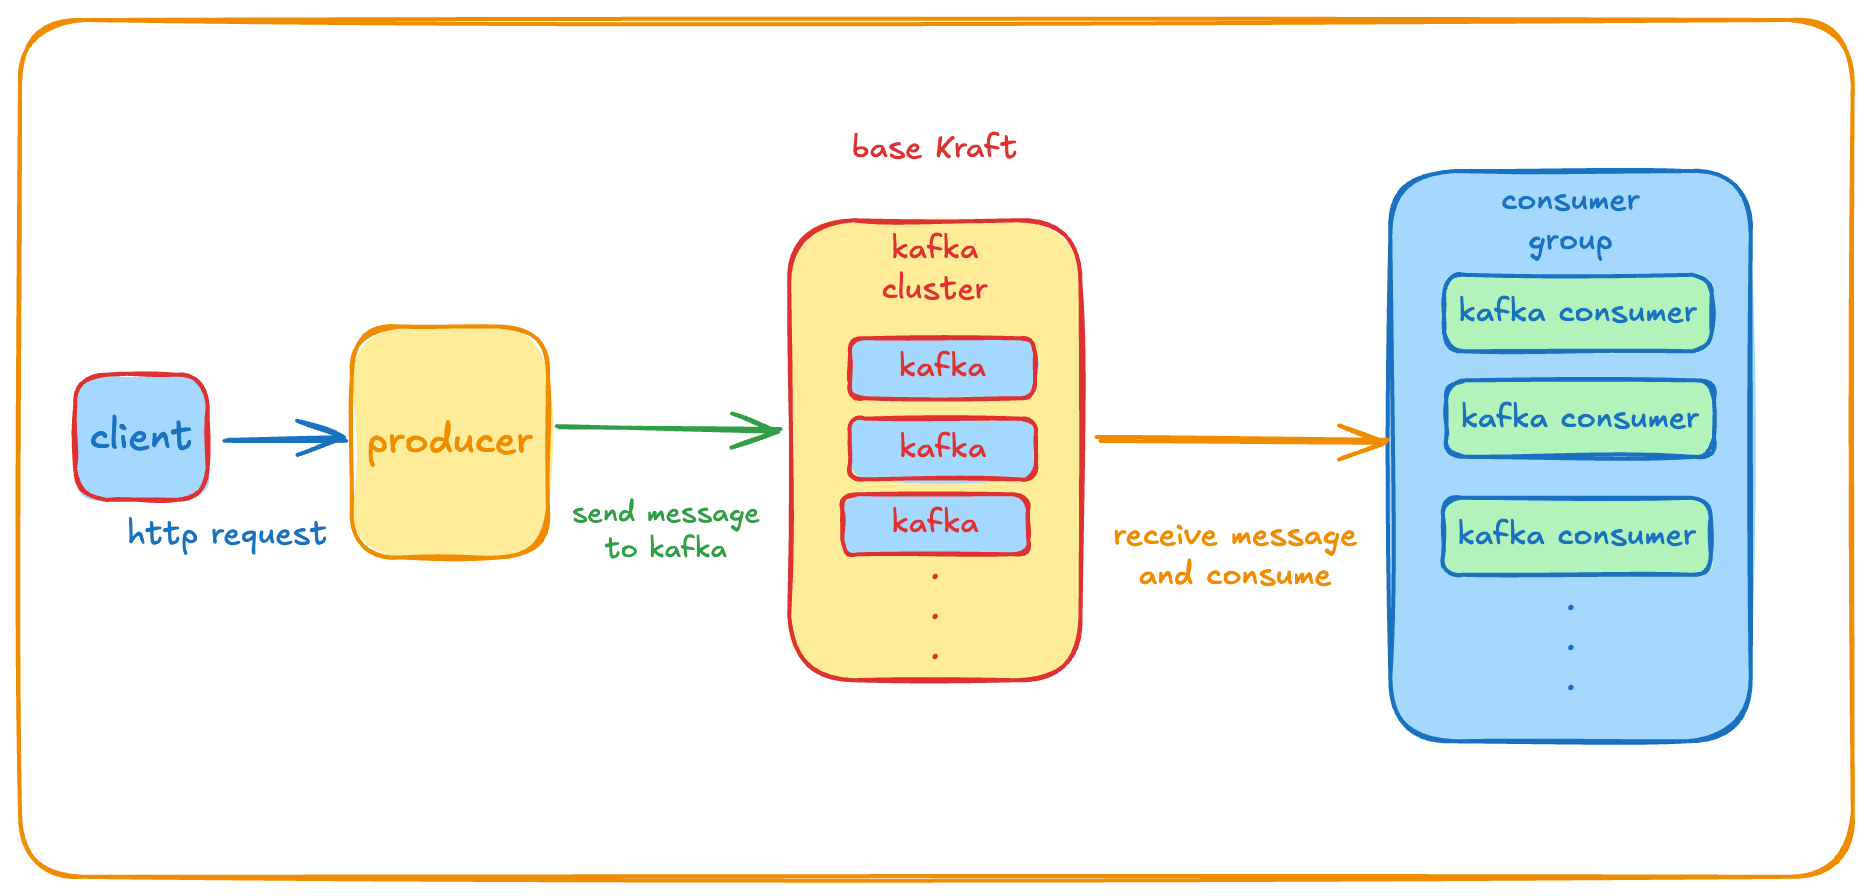 client
http request
producer
send message
to kafka
base Kraft
kafka
cluster
kafka
kafka
kafka
receive message
and consume
consumer
group
kafka consumer
kafka consumer
kafka consumer